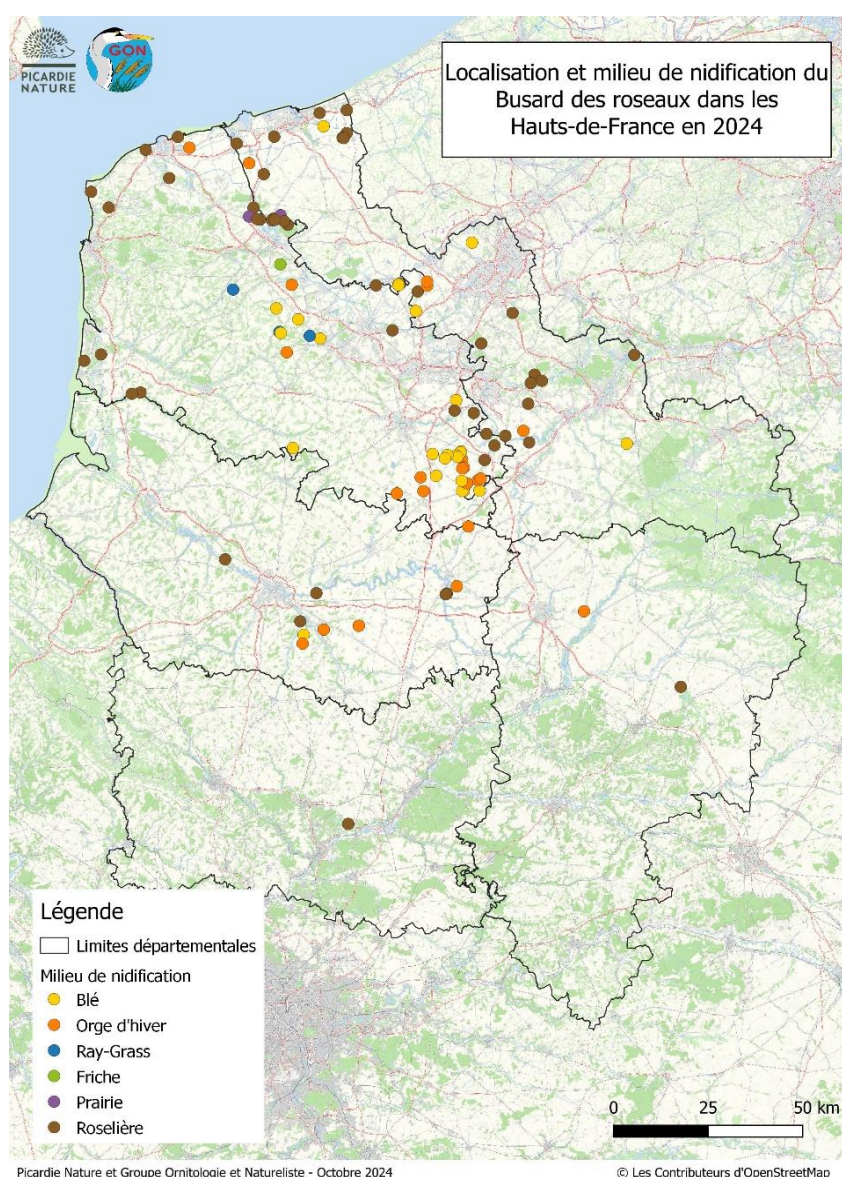 PICARDIE
NATURE
GON
Localisation et milieu de nidification du
Busard des roseaux dans les
Hauts-de-France en 2024
Légende
Limites départementales
Milieu de nidification
Blé
Orge d'hiver
Ray-Grass
Friche
Prairie
Roselière
0 25 50 km
Picardie Nature et Groupe Ornitologie et Natureliste - Octobre 2024
© Les Contributeurs d'OpenStreetMap